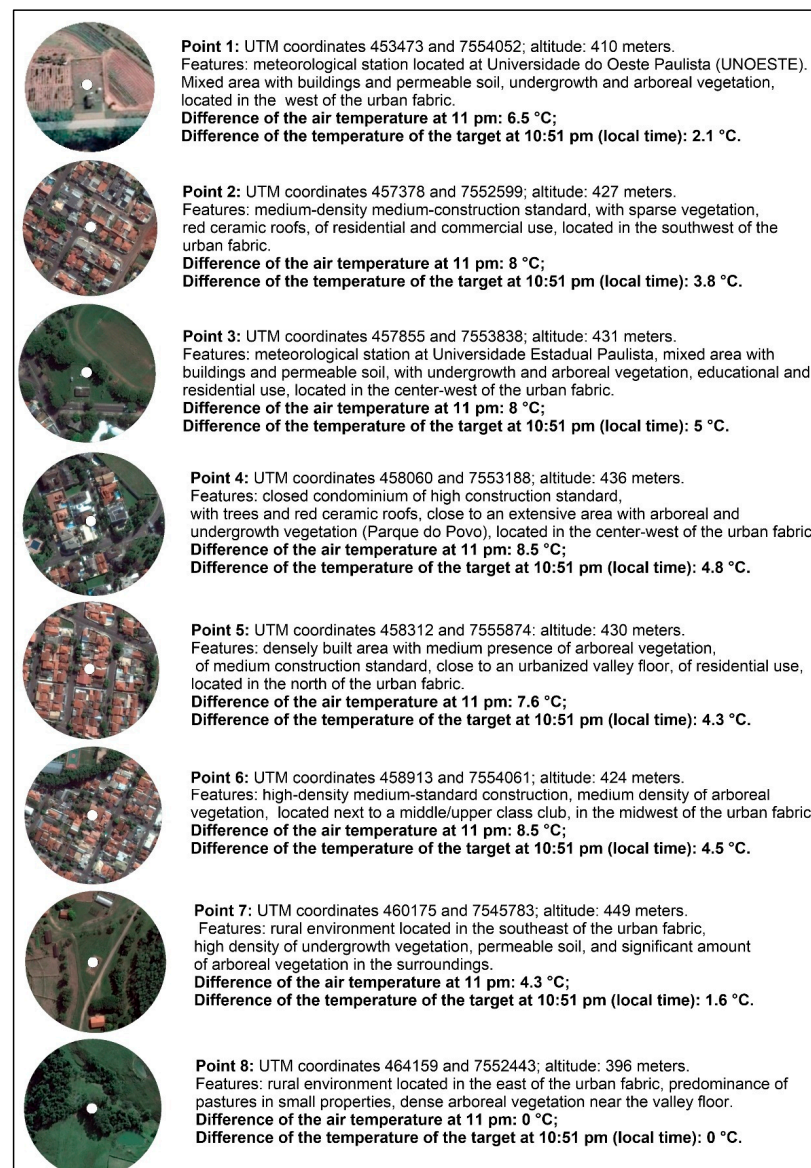 Point 1: UTM coordinates 453473 and 7554052; altitude: 410 meters.
Features: meteorological station located at Universidade do Oeste Paulista (UNOESTE).
Mixed area with buildings and permeable soil, undergrowth and arboreal vegetation,
located in the west of the urban fabric.
Difference of the air temperature at 11 pm: 6.5 °C;
Difference of the temperature of the target at 10:51 pm (local time): 2.1 °C.
Point 2: UTM coordinates 457378 and 7552599; altitude: 427 meters.
Features: medium-density medium-construction standard, with sparse vegetation,
red ceramic roofs, of residential and commercial use, located in the southwest of the
urban fabric.
Difference of the air temperature at 11 pm: 8 °C;
Difference of the temperature of the target at 10:51 pm (local time): 3.8 °C.
Point 3: UTM coordinates 457855 and 7553838; altitude: 431 meters.
Features: meteorological station at Universidade Estadual Paulista, mixed area with
buildings and permeable soil, with undergrowth and arboreal vegetation, educational and
residential use, located in the center-west of the urban fabric.
Difference of the air temperature at 11 pm: 8 °C;
Difference of the temperature of the target at 10:51 pm (local time): 5 °C.
Point 4: UTM coordinates 458060 and 7553188; altitude: 436 meters.
Features: closed condominium of high construction standard,
with trees and red ceramic roofs, close to an extensive area with arboreal and
undergrowth vegetation (Parque do Povo), located in the center-west of the urban fabric
Difference of the air temperature at 11 pm: 8.5 °C;
Difference of the temperature of the target at 10:51 pm (local time): 4.8 °C.
Point 5: UTM coordinates 458312 and 7555874: altitude: 430 meters.
Features: densely built area with medium presence of arboreal vegetation,
of medium construction standard, close to an urbanized valley floor, of residential use,
located in the north of the urban fabric.
Difference of the air temperature at 11 pm: 7.6 °C;
Difference of the temperature of the target at 10:51 pm (local time): 4.3 °C.
Point 6: UTM coordinates 458913 and 7554061; altitude: 424 meters.
Features: high-density medium-standard construction, medium density of arboreal
vegetation, located next to a middle/upper class club, in the midwest of the urban fabric
Difference of the air temperature at 11 pm: 8.5 °C;
Difference of the temperature of the target at 10:51 pm (local time): 4.5 °C.
Point 7: UTM coordinates 460175 and 7545783; altitude: 449 meters.
Features: rural environment located in the southeast of the urban fabric,
high density of undergrowth vegetation, permeable soil, and significant amount
of arboreal vegetation in the surroundings.
Difference of the air temperature at 11 pm: 4.3 °C;
Difference of the temperature of the target at 10:51 pm (local time): 1.6 °C.
Point 8: UTM coordinates 464159 and 7552443; altitude: 396 meters.
Features: rural environment located in the east of the urban fabric, predominance of
pastures in small properties, dense arboreal vegetation near the valley floor.
Difference of the air temperature at 11 pm: 0 °C;
Difference of the temperature of the target at 10:51 pm (local time): 0 °C.